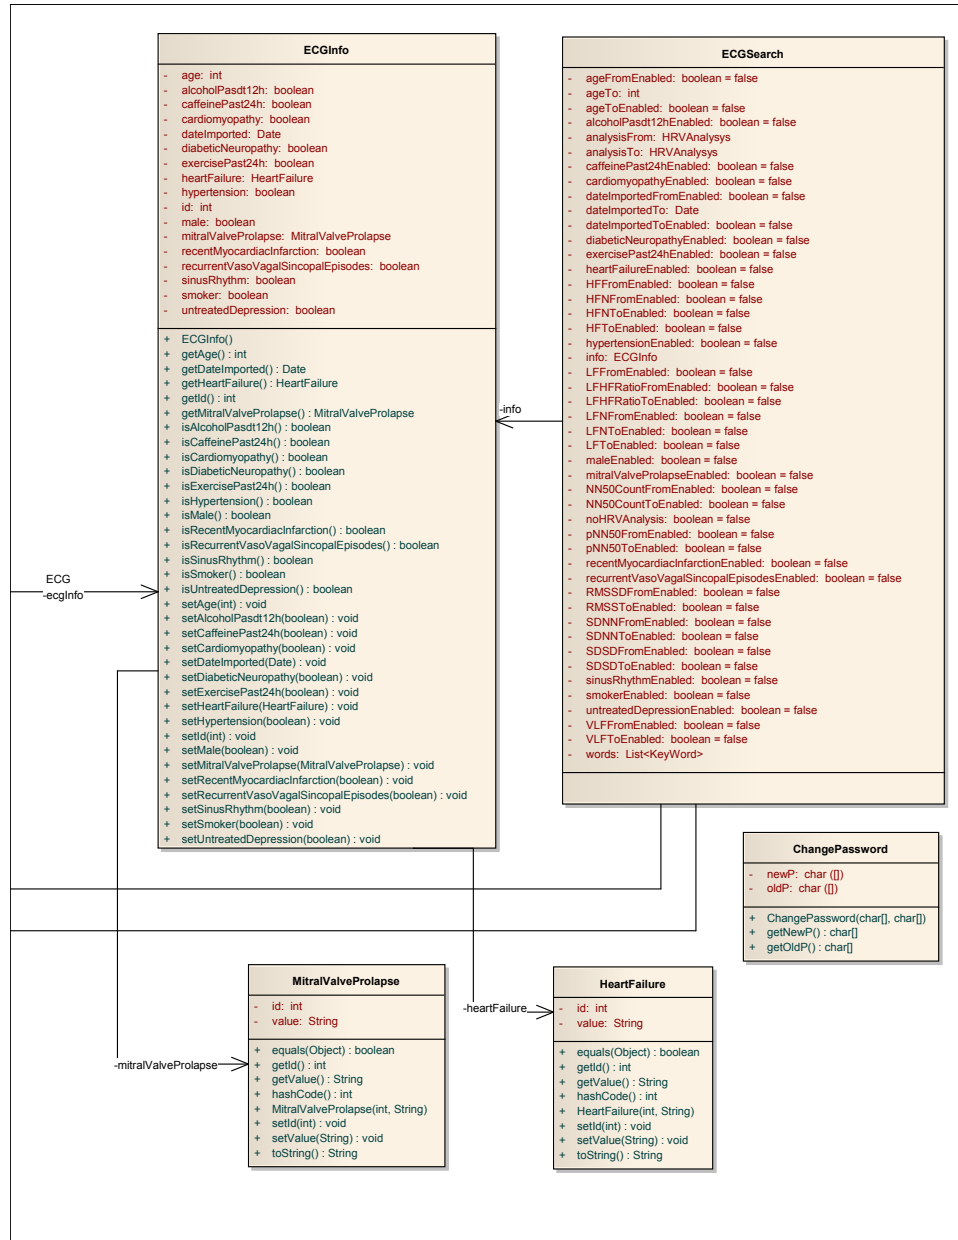 ECGInfo
- age: int
- alcoholPasdt12h: boolean
- caffeinePast24h: boolean
- cardiomyopathy: boolean
- dateImported: Date
- diabeticNeuropathy: boolean
- exercisePast24h: boolean
- heartFailure: HeartFailure
- hypertension: boolean
- id: int
- male: boolean
- mitralValveProlapse: MitralValveProlapse
- recentMyocardiacInfarction: boolean
- recurrentVasoVagalSincopalEpisodes: boolean
- sinusRhythm: boolean
- smoker: boolean
- untreatedDepression: boolean
+ ECGInfo()
+ getAge() : int
+ getDateImported() : Date
+ getHeartFailure() : HeartFailure
+ getId() : int
+ getMitralValveProlapse() : MitralValveProlapse
+ isAlcoholPasdt12h() : boolean
+ isCaffeinePast24h() : boolean
+ isCardiomyopathy() : boolean
+ isDiabeticNeuropathy() : boolean
+ isExercisePast24h() : boolean
+ isHypertension() : boolean
+ isMale() : boolean
+ isRecentMyocardiacInfarction() : boolean
+ isRecurrentVasoVagalSincopalEpisodes() : boolean
+ isSinusRhythm() : boolean
+ isSmoker() : boolean
+ isUntreatedDepression() : boolean
+ setAge(int) : void
+ setAlcoholPasdt12h(boolean) : void
+ setCaffeinePast24h(boolean) : void
+ setCardiomyopathy(boolean) : void
+ setDateImported(Date) : void
+ setDiabeticNeuropathy(boolean) : void
+ setExercisePast24h(boolean) : void
+ setHeartFailure(HeartFailure) : void
+ setHypertension(boolean) : void
+ setId(int) : void
+ setMale(boolean) : void
+ setMitralValveProlapse(MitralValveProlapse) : void
+ setRecentMyocardiacInfarction(boolean) : void
+ setRecurrentVasoVagalSincopalEpisodes(boolean) : void
+ setSinusRhythm(boolean) : void
+ setSmoker(boolean) : void
+ setUntreatedDepression(boolean) : void
ECGSearch
- ageFromEnabled: boolean = false
- ageTo: int
- ageToEnabled: boolean = false
- alcoholPasdt12hEnabled: boolean = false
- analysisFrom: HRVAnalysys
- analysisTo: HRVAnalysys
- caffeinePast24hEnabled: boolean = false
- cardiomyopathyEnabled: boolean = false
- dateImportedFromEnabled: boolean = false
- dateImportedTo: Date
- dateImportedToEnabled: boolean = false
- diabeticNeuropathyEnabled: boolean = false
- exercisePast24hEnabled: boolean = false
- heartFailureEnabled: boolean = false
- HFFromEnabled: boolean = false
- HFNFromEnabled: boolean = false
- HFNToEnabled: boolean = false
- HFToEnabled: boolean = false
- hypertensionEnabled: boolean = false
- info: ECGInfo
- LFFromEnabled: boolean = false
- LFHFRatioFromEnabled: boolean = false
- LFHFRatioToEnabled: boolean = false
- LFNFromEnabled: boolean = false
- LFNToEnabled: boolean = false
- LFToEnabled: boolean = false
- maleEnabled: boolean = false
- mitralValveProlapseEnabled: boolean = false
- NN50CountFromEnabled: boolean = false
- NN50CountToEnabled: boolean = false
- noHRVAnalysis: boolean = false
- pNN50FromEnabled: boolean = false
- pNN50ToEnabled: boolean = false
- recentMyocardiacInfarctionEnabled: boolean = false
- recurrentVasoVagalSincopalEpisodesEnabled: boolean = false
- RMSSDFromEnabled: boolean = false
- RMSSToEnabled: boolean = false
- SDNNFromEnabled: boolean = false
- SDNNToEnabled: boolean = false
- SDSDFromEnabled: boolean = false
- SDSDToEnabled: boolean = false
- sinusRhythmEnabled: boolean = false
- smokerEnabled: boolean = false
- untreatedDepressionEnabled: boolean = false
- VLFFromEnabled: boolean = false
- VLFToEnabled: boolean = false
- words: List<KeyWord>
-info
ECG
-ecgInfo
ChangePassword
- newP: char ([])
- oldP: char ([])
+ ChangePassword(char[], char[])
+ getNewP() : char[]
+ getOldP() : char[]
-mitralValveProlapse
MitralValveProlapse
- id: int
- value: String
+ equals(Object) : boolean
+ getId() : int
+ getValue() : String
+ hashCode() : int
+ MitralValveProlapse(int, String)
+ setId(int) : void
+ setValue(String) : void
+ toString() : String
-heartFailure
HeartFailure
- id: int
- value: String
+ equals(Object) : boolean
+ getId() : int
+ getValue() : String
+ hashCode() : int
+ HeartFailure(int, String)
+ setId(int) : void
+ setValue(String) : void
+ toString() : String